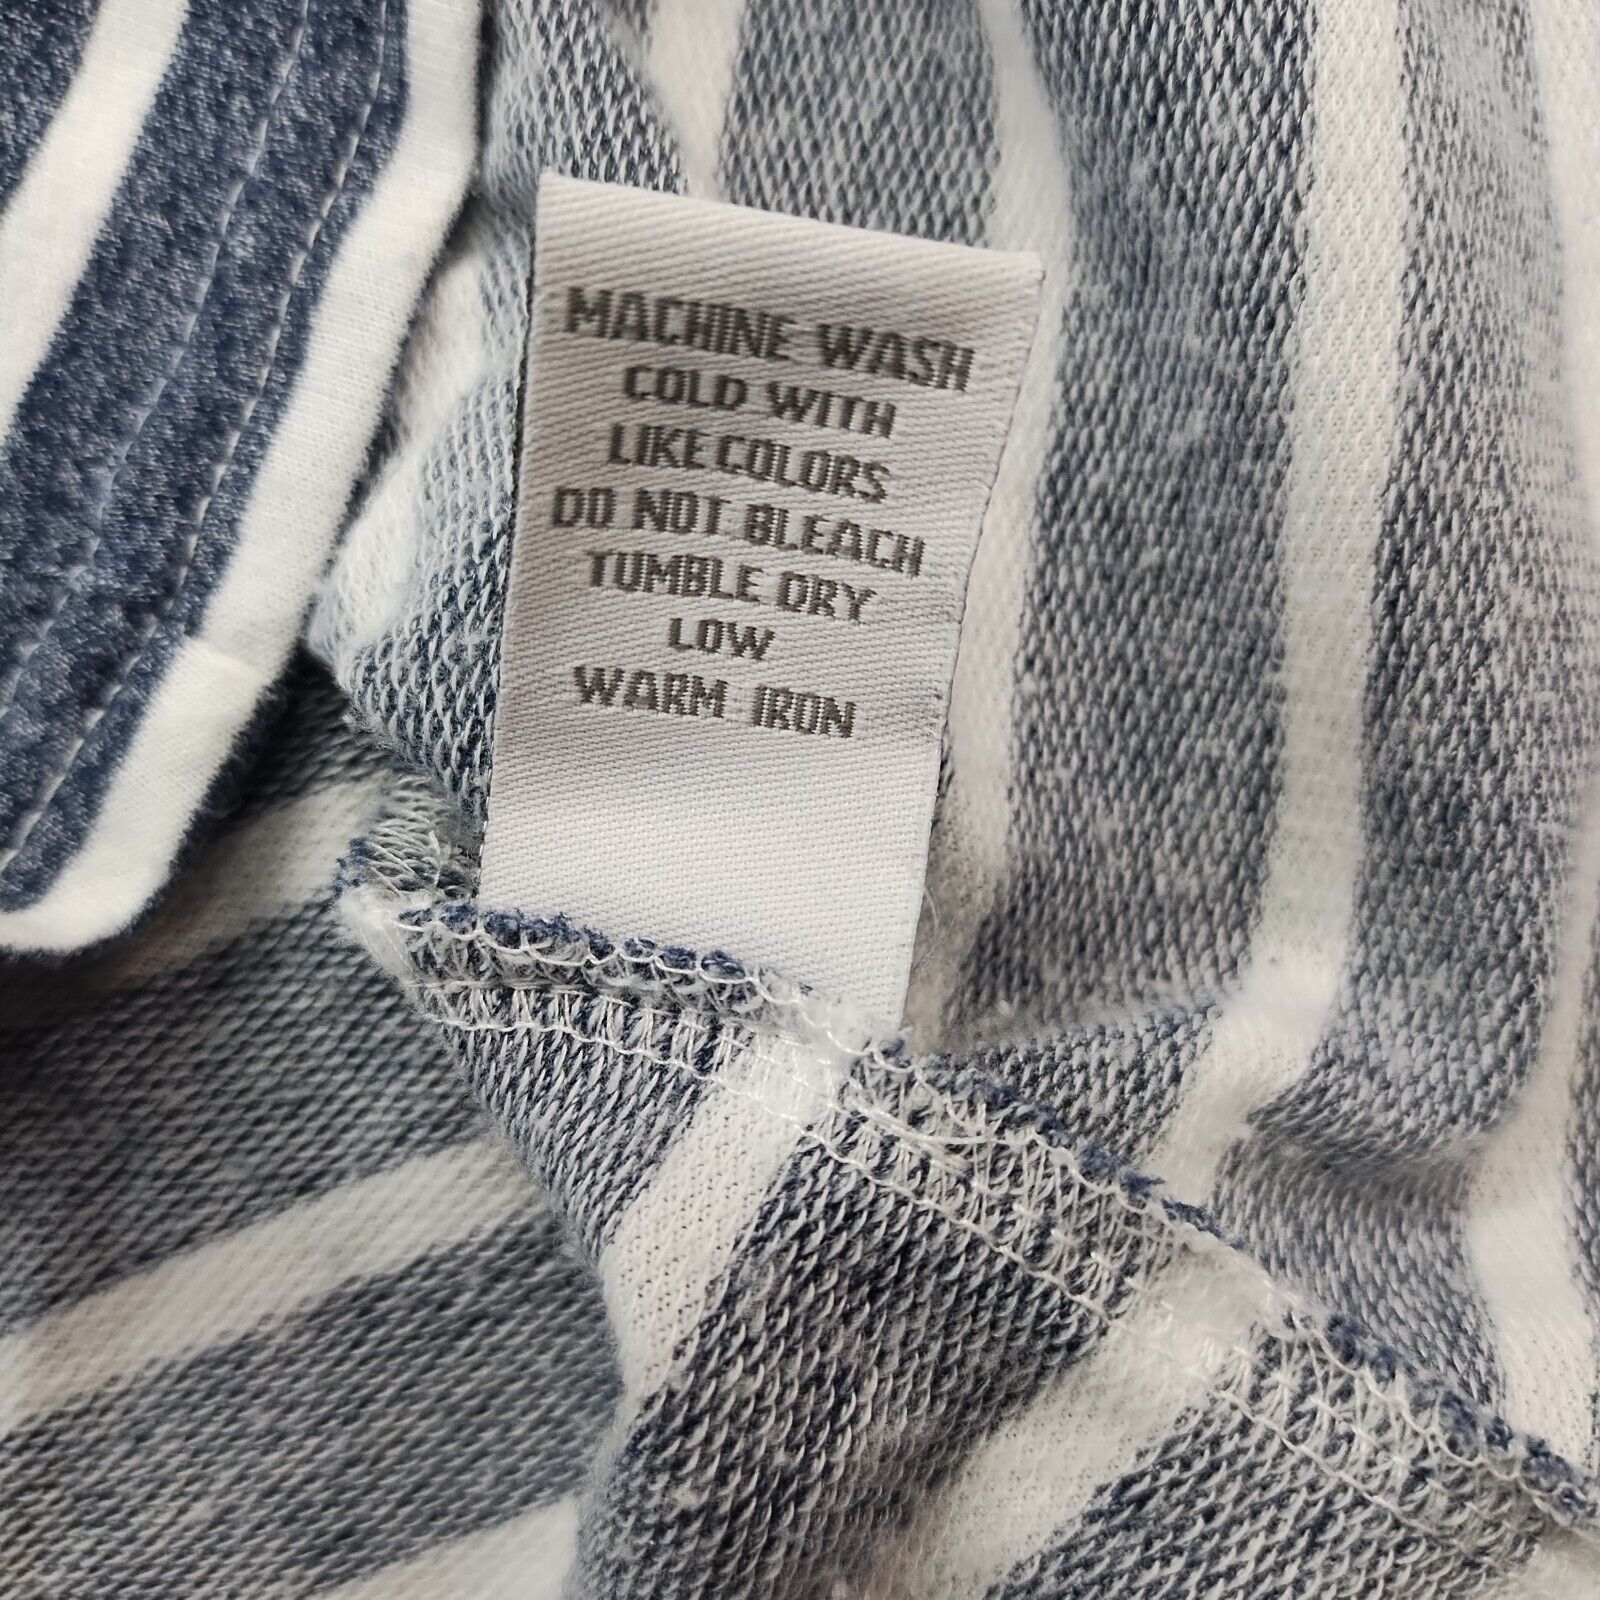 MACHINE WASH
COLD WITH
LIKE COLORS
DO NOT BLEACH
TUMBLE DRY
LOW
WARM IRON